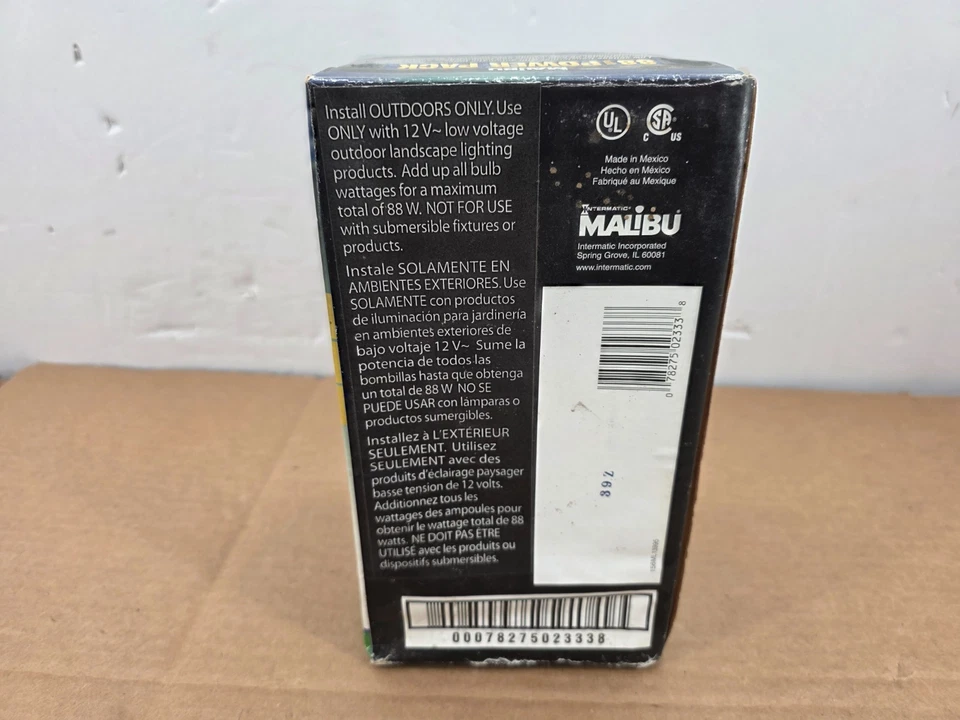 88 POWER PACK
Install OUTDOORS ONLY. Use
ONLY with 12 V~ low voltage
outdoor landscape lighting
products. Add up all bulb
wattages for a maximum
total of 88 W. NOT FOR USE
with submersible fixtures or
products.
Instale SOLAMENTE EN
AMBIENTES EXTERIORES. Use
SOLAMENTE con productos
de iluminación para jardinería
en ambientes exteriores de
bajo voltaje 12 V~ Sume la
potencia de todos las
bombillas hasta que obtenga
un total de 88 W NO SE
PUEDE USAR con lámparas o
productos sumergibles.
Installez à L'EXTÉRIEUR
SEULEMENT. Utilisez
SEULEMENT avec des
produits d'éclairage paysager
basse tension de 12 volts.
Additionnez tous les
wattages des ampoules pour
obtenir le wattage total de 88
watts. NE DOIT PAS ÊTRE
UTILISÉ avec les produits ou
dispositifs submersibles.
UL
SA
C US
Made in Mexico
Hecho en México
Fabriqué au Mexique
INTERMATIC®
MALIBU
Intermatic Incorporated
Spring Grove, IL 60081
www.intermatic.com
0 78275 02333 8
00078275023338